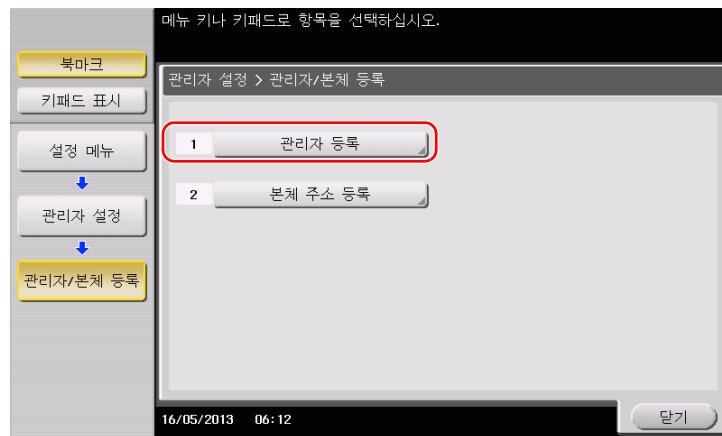 메뉴 키나 키패드로 항목을 선택하십시오.
북마크
키패드 표시
설정 메뉴
관리자 설정
관리자/본체 등록
관리자 설정 > 관리자/본체 등록
1 관리자 등록
2 본체 주소 등록
16/05/2013 06:12
닫기